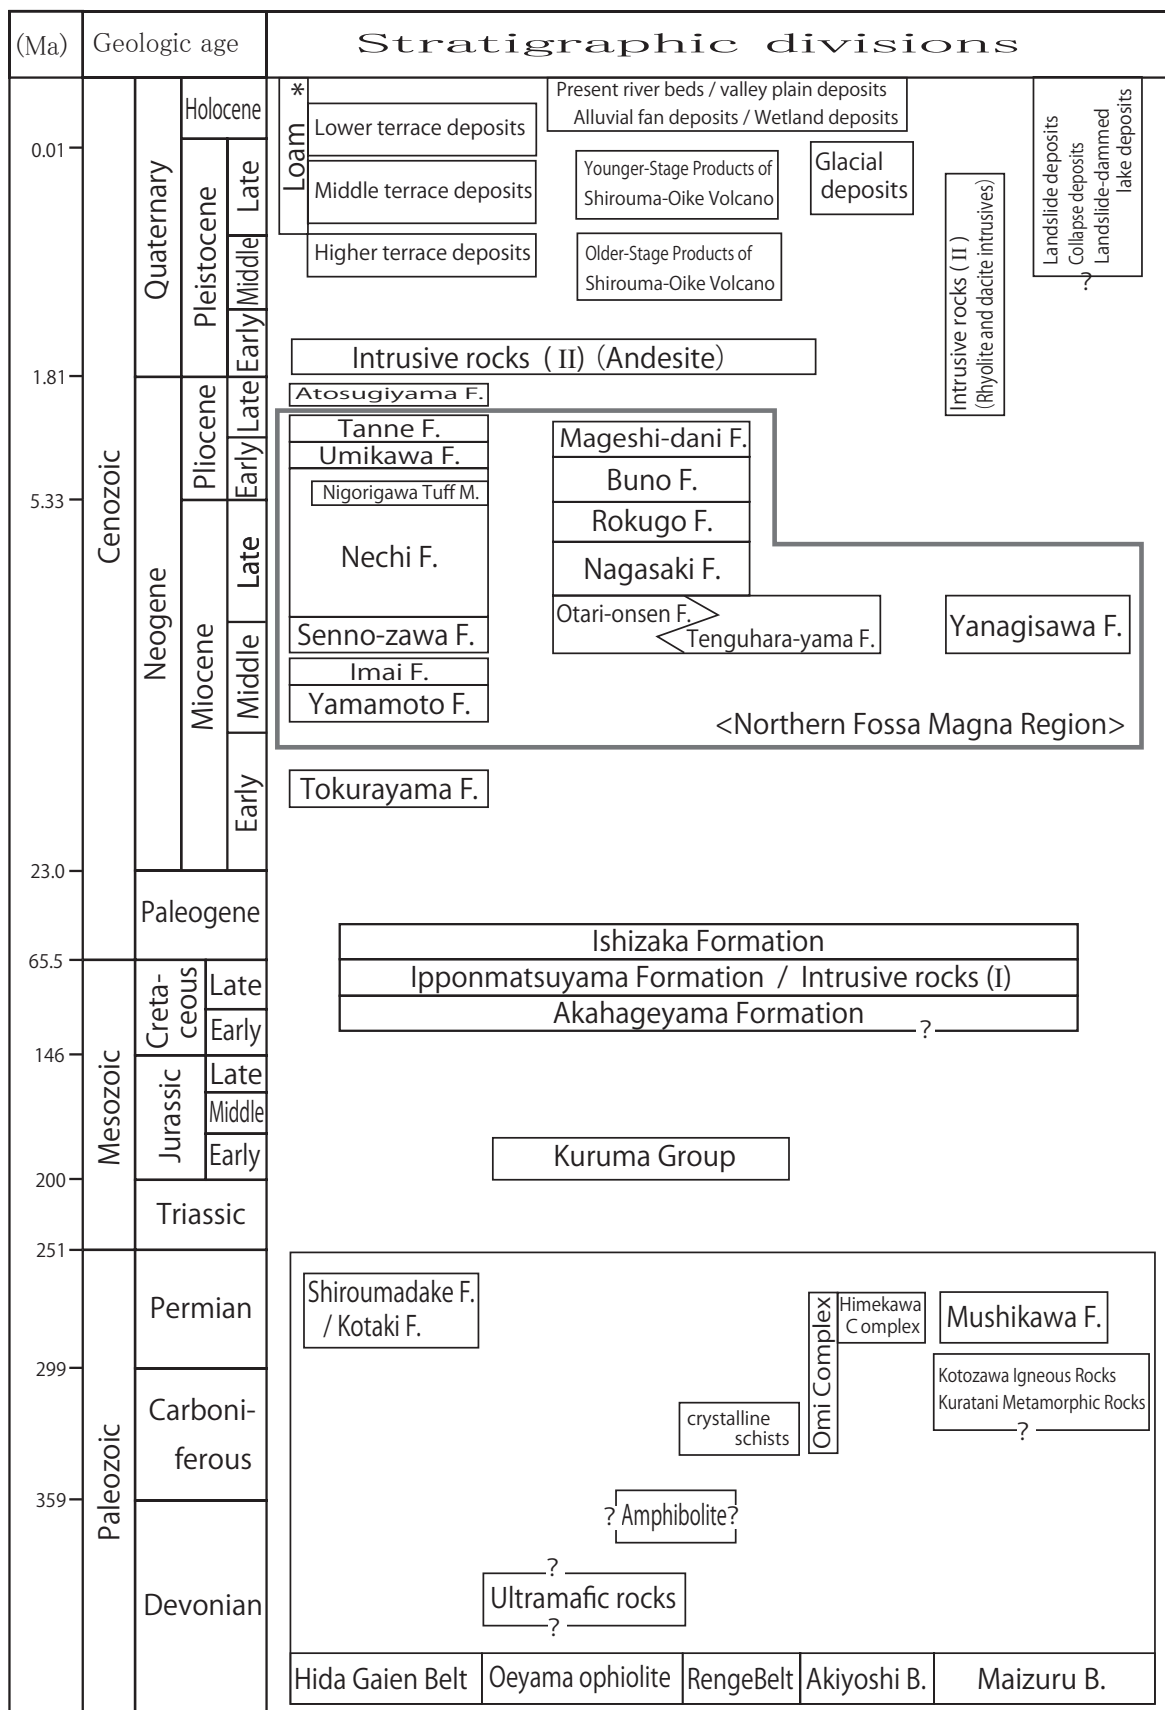 (Ma)
Geologic age
Stratigraphic divisions
0.01
1.81
5.33
23.0
65.5
146
200
251
299
359
Cenozoic
Mesozoic
Paleozoic
Quaternary
Neogene
Paleogene
Creta-
ceous
Jurassic
Triassic
Permian
Carboni-
ferous
Devonian
Holocene
Pleistocene
Pliocene
Miocene
Late
Middle
Early
Late
Early
Late
Middle
Early
Late
Early
Late
Middle
Early
Loam *
Lower terrace deposits
Middle terrace deposits
Higher terrace deposits
Present river beds / valley plain deposits
Alluvial fan deposits / Wetland deposits
Younger-Stage Products of
Shirouma-Oike Volcano
Older-Stage Products of
Shirouma-Oike Volcano
Glacial
deposits
Intrusive rocks ( II )
(Rhyolite and dacite intrusives)
Landslide deposits
Collapse deposits
Landslide-dammed
lake deposits
?
Intrusive rocks ( II) (Andesite)
Atosugiyama F.
Tanne F.
Umikawa F.
Nigorigawa Tuff M.
Nechi F.
Senno-zawa F.
Imai F.
Yamamoto F.
Mageshi-dani F.
Buno F.
Rokugo F.
Nagasaki F.
Otari-onsen F.
Tenguhara-yama F.
Yanagisawa F.
<Northern Fossa Magna Region>
Tokurayama F.
Ishizaka Formation
Ipponmatsuyama Formation / Intrusive rocks (I)
Akahageyama Formation
?
Kuruma Group
Shiroumadake F.
/ Kotaki F.
Omi Complex
Himekawa
C omplex
Mushikawa F.
Kotozawa Igneous Rocks
Kuratani Metamorphic Rocks
?
crystalline
schists
? Amphibolite?
?
Ultramafic rocks
?
Hida Gaien Belt
Oeyama ophiolite
RengeBelt
Akiyoshi B.
Maizuru B.